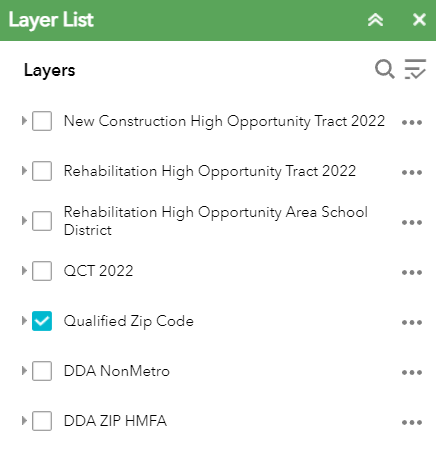 Layer List
Layers
New Construction High Opportunity Tract 2022
Rehabilitation High Opportunity Tract 2022
Rehabilitation High Opportunity Area School
District
QCT 2022
Qualified Zip Code
DDA NonMetro
DDA ZIP HMFA